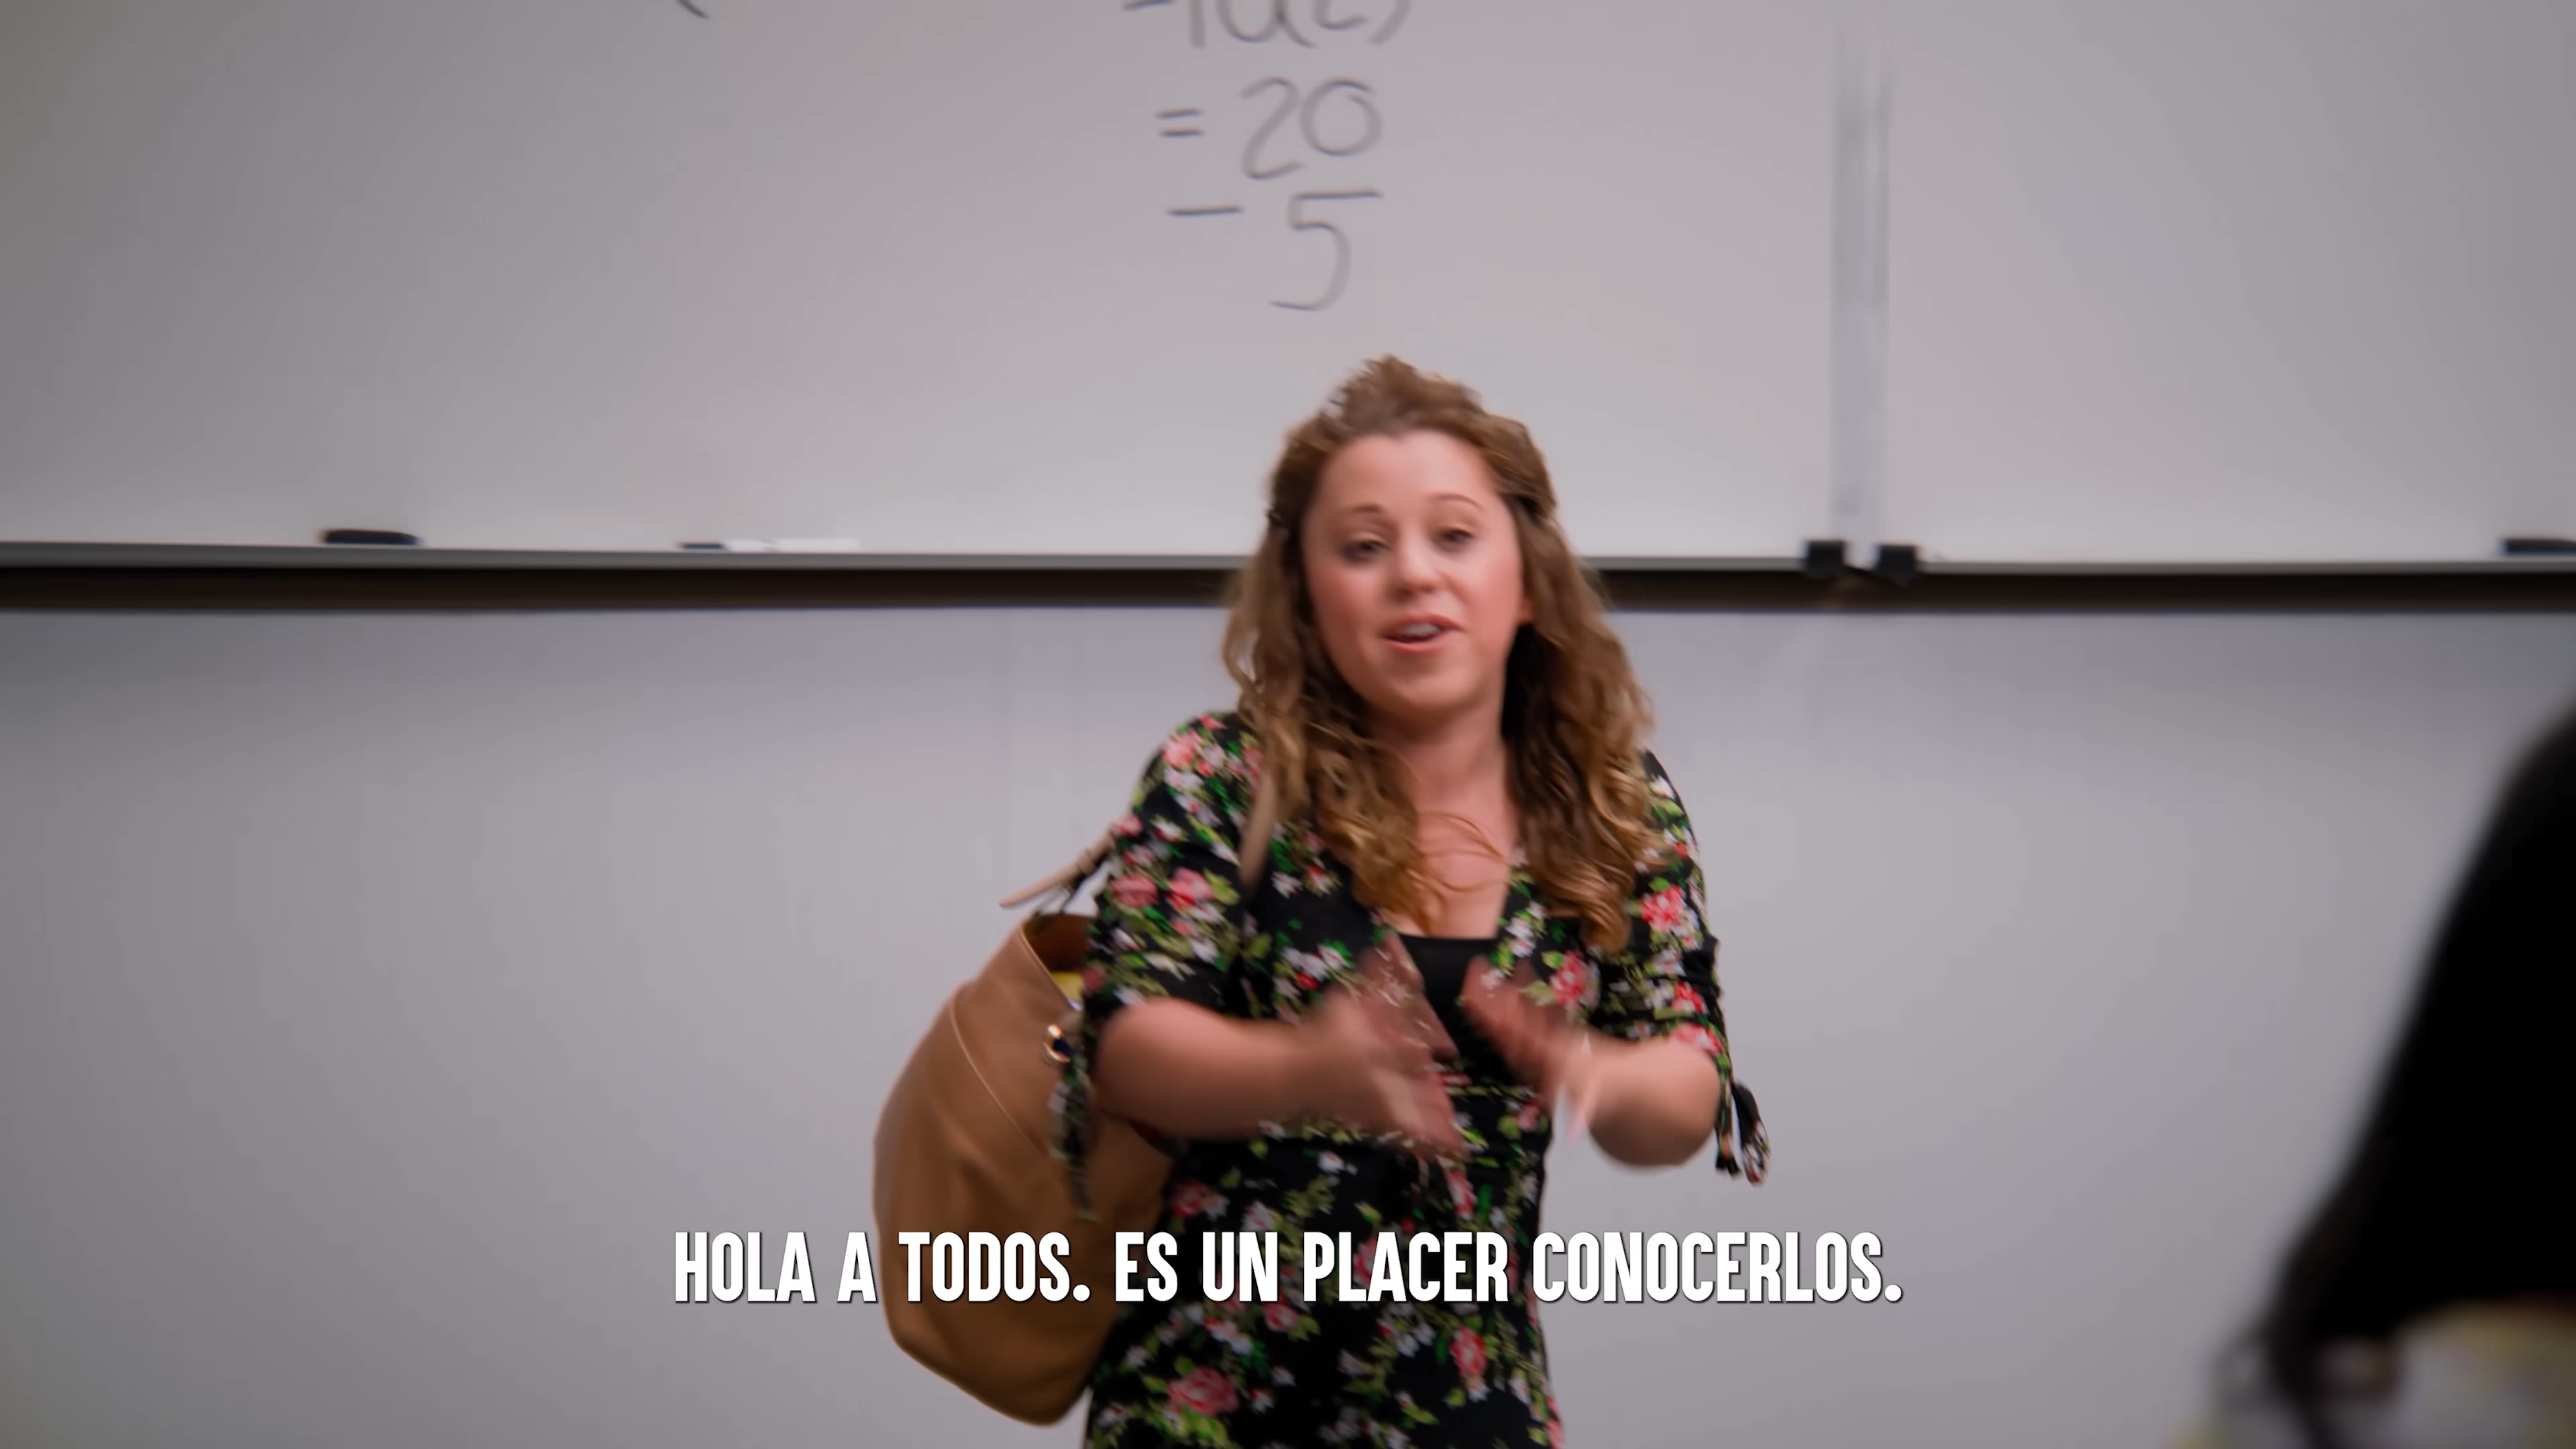 = 20
- 5
HOLA A TODOS. ES UN PLACER CONOCERLOS.